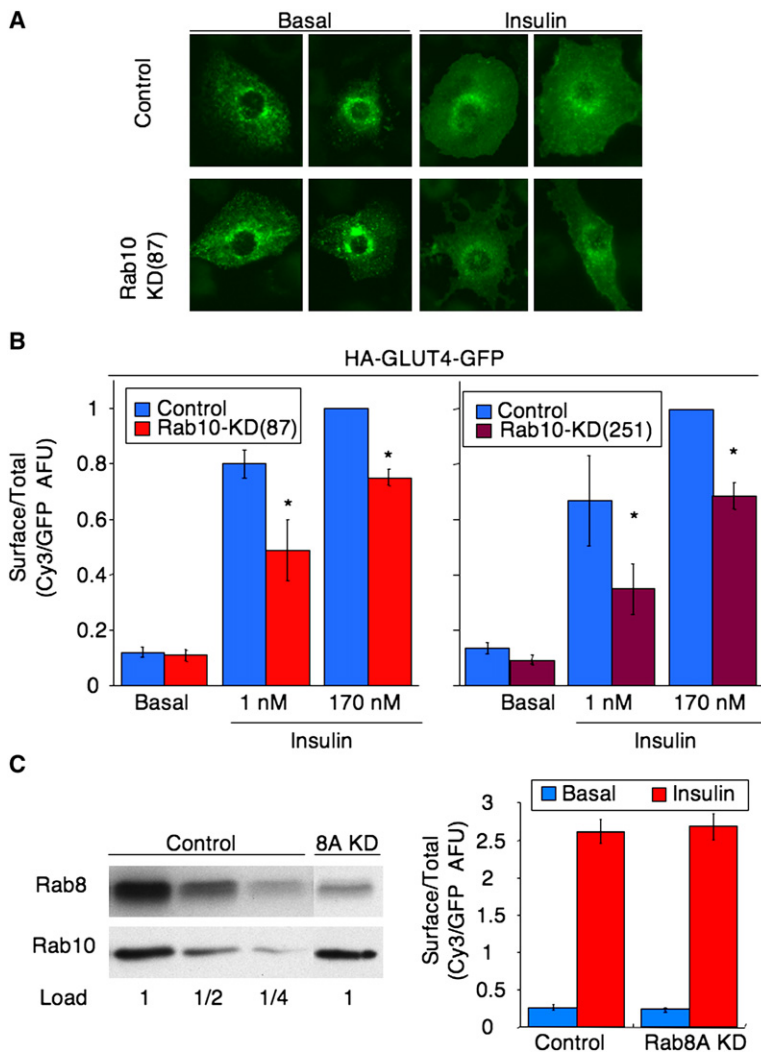 A
Basal
Insulin
Control
Rab10
KD(87)
B
HA-GLUT4-GFP
Surface/Total
(Cy3/GFP AFU)
1
0.8
0.6
0.4
0.2
0
Control
Rab10-KD(87)
*
*
Basal
1 nM
170 nM
Insulin
Control
Rab10-KD(251)
*
*
Basal
1 nM
170 nM
Insulin
C
Control
8A KD
Rab8
Rab10
Load
1
1/2
1/4
1
Surface/Total
(Cy3/GFP AFU)
Basal
Insulin
3
2.5
2
1.5
1
0.5
0
Control
Rab8A KD